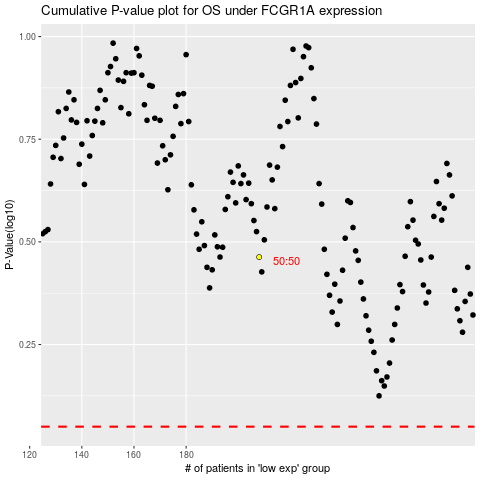 Cumulative P-value plot for OS under FCGR1A expression
P-Value(log10)
1.00
0.75
0.50
0.25
50:50
120 140 160 180
# of patients in 'low exp' group